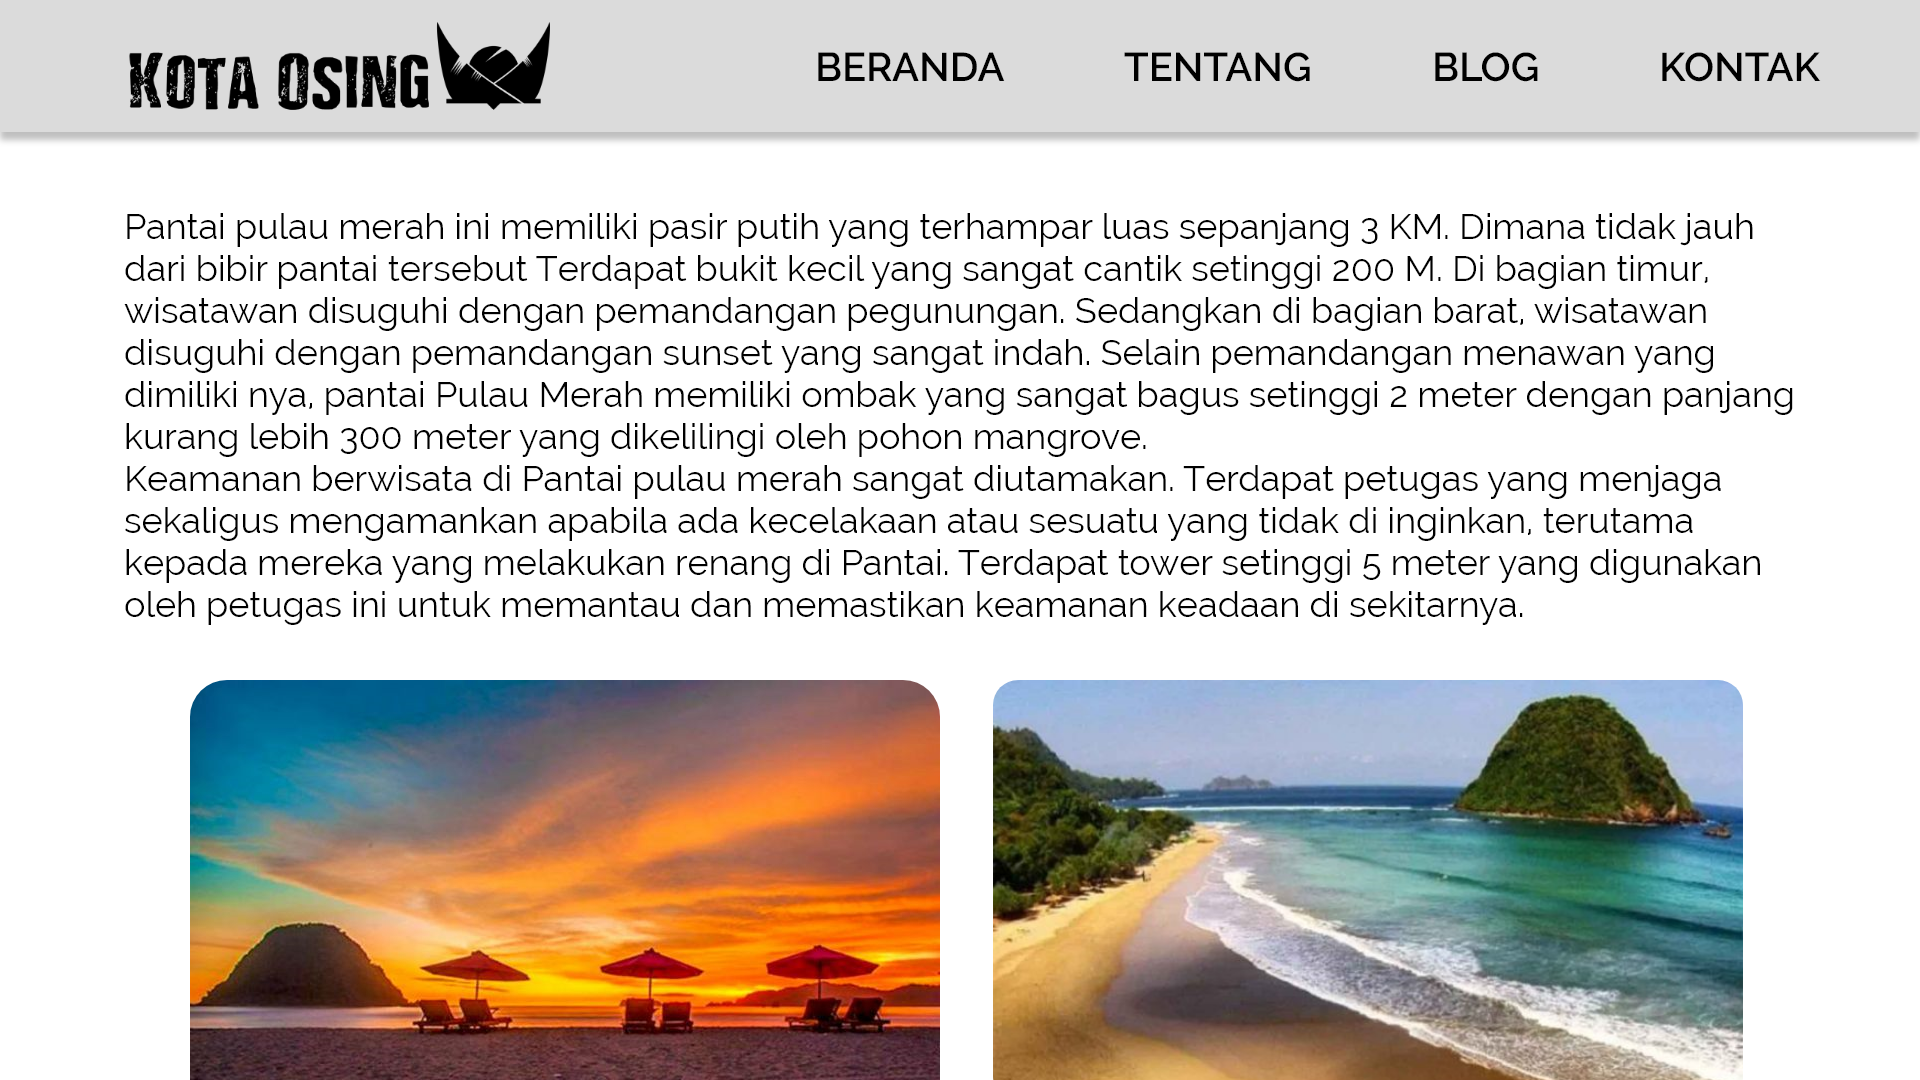 KOTA OSING
BERANDA TENTANG BLOG KONTAK
Pantai pulau merah ini memiliki pasir putih yang terhampar luas sepanjang 3 KM. Dimana tidak jauh
dari bibir pantai tersebut Terdapat bukit kecil yang sangat cantik setinggi 200 M. Di bagian timur,
wisatawan disuguhi dengan pemandangan pegunungan. Sedangkan di bagian barat, wisatawan
disuguhi dengan pemandangan sunset yang sangat indah. Selain pemandangan menawan yang
dimiliki nya, pantai Pulau Merah memiliki ombak yang sangat bagus setinggi 2 meter dengan panjang
kurang lebih 300 meter yang dikelilingi oleh pohon mangrove.
Keamanan berwisata di Pantai pulau merah sangat diutamakan. Terdapat petugas yang menjaga
sekaligus mengamankan apabila ada kecelakaan atau sesuatu yang tidak di inginkan, terutama
kepada mereka yang melakukan renang di Pantai. Terdapat tower setinggi 5 meter yang digunakan
oleh petugas ini untuk memantau dan memastikan keamanan keadaan di sekitarnya.